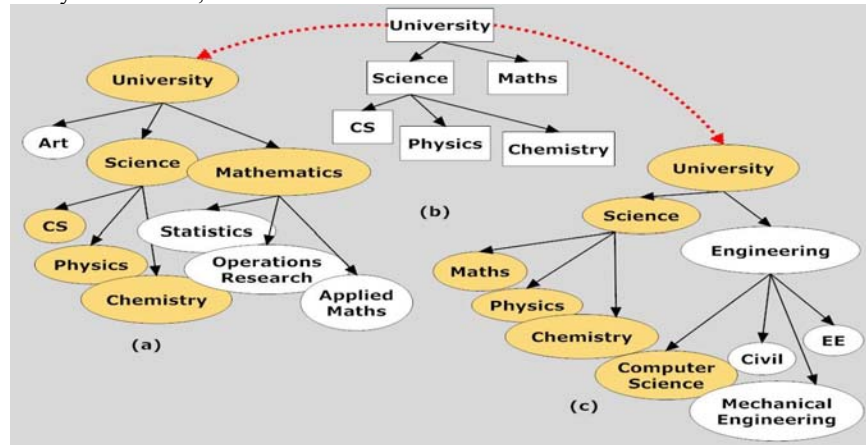 University
Science
Maths
CS
Physics
Chemistry
(b)
University
Art
Science
Mathematics
CS
Physics
Chemistry
Statistics
Operations
Research
Applied
Maths
(a)
University
Science
Engineering
Maths
Physics
Chemistry
Computer
Science
Civil
EE
Mechanical
Engineering
(c)